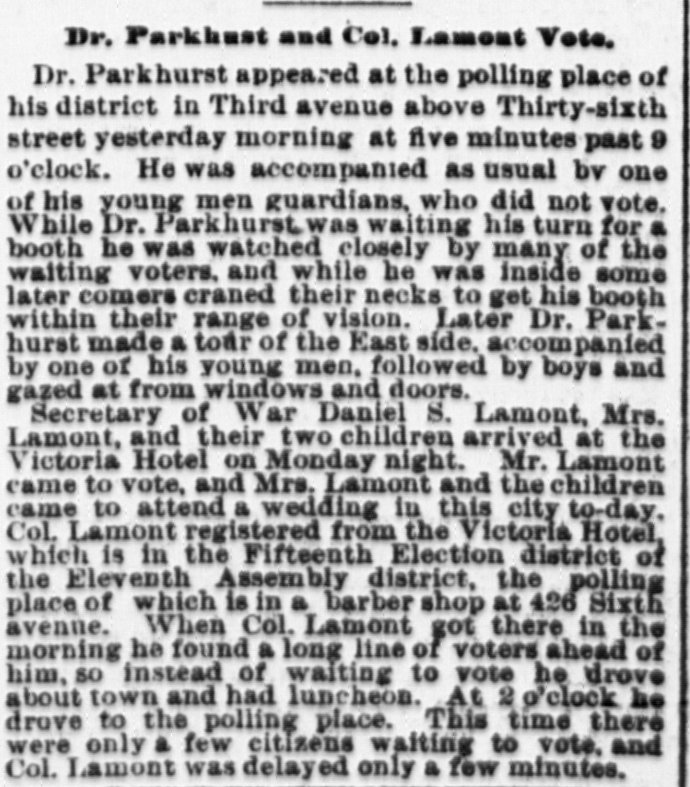 Dr. Parkhust and Col. Lamont Vote.
Dr. Parkhurst appeared at the polling place of
his district in Third avenue above Thirty-sixth
street yesterday morning at five minutes past 9
o'clock. He was accompanied as usual by one
of his young men guardians, who did not vote.
While Dr. Parkhurst was waiting his turn for a
booth he was watched closely by many of the
waiting voters, and while he was inside some
later comers craned their necks to get his booth
within their range of vision. Later Dr. Park-
hurst made a tour of the East side, accompanied
by one of his young men, followed by boys and
gazed at from windows and doors.
Secretary of War Daniel S. Lamont, Mrs.
Lamont, and their two children arrived at the
Victoria Hotel on Monday night. Mr. Lamont
came to vote, and Mrs. Lamont and the children
came to attend a wedding in this city to-day.
Col. Lamont registered from the Victoria Hotel,
which is in the Fifteenth Election district of
the Eleventh Assembly district, the polling
place of which is in a barber shop at 426 Sixth
avenue. When Col. Lamont got there in the
morning he found a long line of voters ahead of
him, so instead of waiting to vote he drove
about town and had luncheon. At 2 o'clock he
drove to the polling place. This time there
were only a few citizens waiting to vote, and
Col. Lamont was delayed only a few minutes.